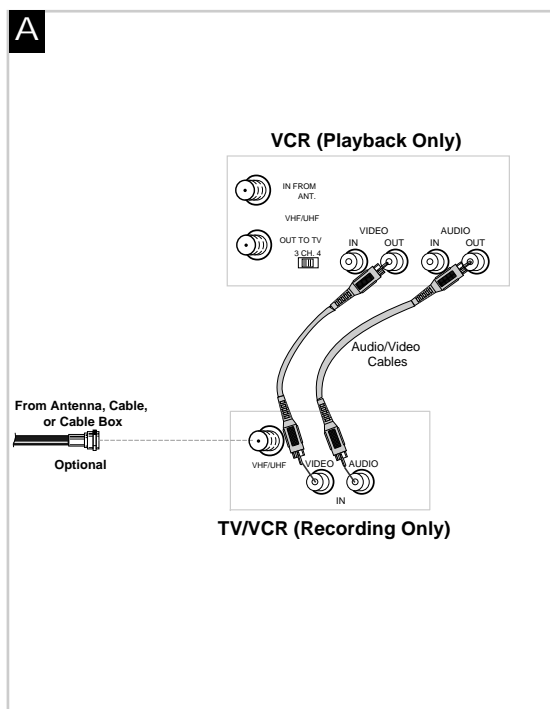 A
VCR (Playback Only)
IN FROM
ANT.
VHF/UHF
OUT TO TV
3 CH. 4
VIDEO
IN OUT
AUDIO
IN OUT
Audio/Video
Cables
From Antenna, Cable,
or Cable Box
Optional
VHF/UHF
VIDEO AUDIO
IN
TV/VCR (Recording Only)